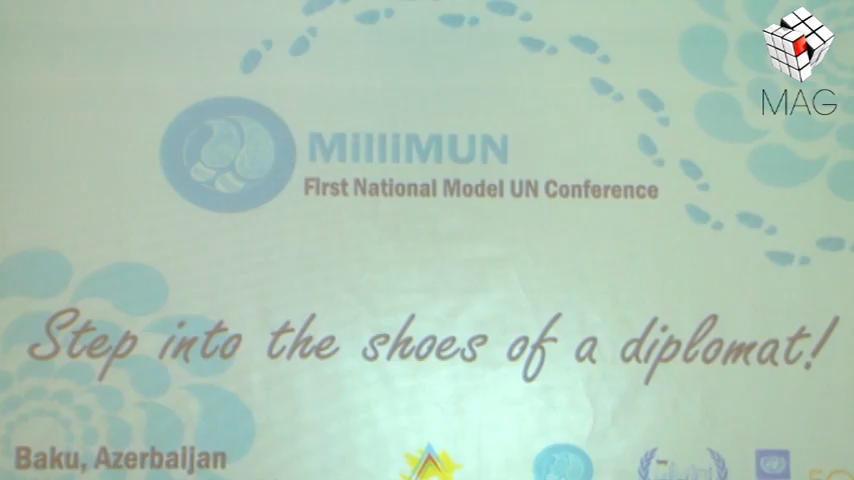 MAG
MilliMUN
First National Model UN Conference
Step into the shoes of a diplomat!
Baku, Azerbaijan